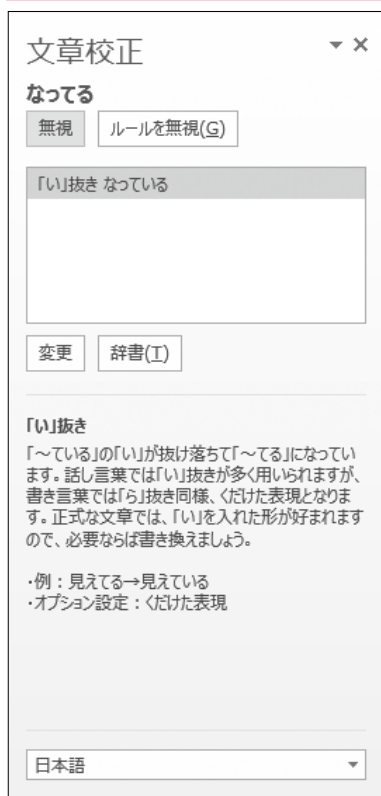 文章校正
なってる
無視 ルールを無視(G)
「い」抜き なっている
変更 辞書(T)
「い」抜き
「～ている」の「い」が抜け落ちて「～てる」になってい
ます。話し言葉では「い」抜きが多く用いられますが、
書き言葉では「ら」抜き同様、くだけた表現となりま
す。正式な文章では、「い」を入れた形が好まれます
ので、必要ならば書き換えましょう。
・例：見えてる→見えている
・オプション設定：くだけた表現
日本語